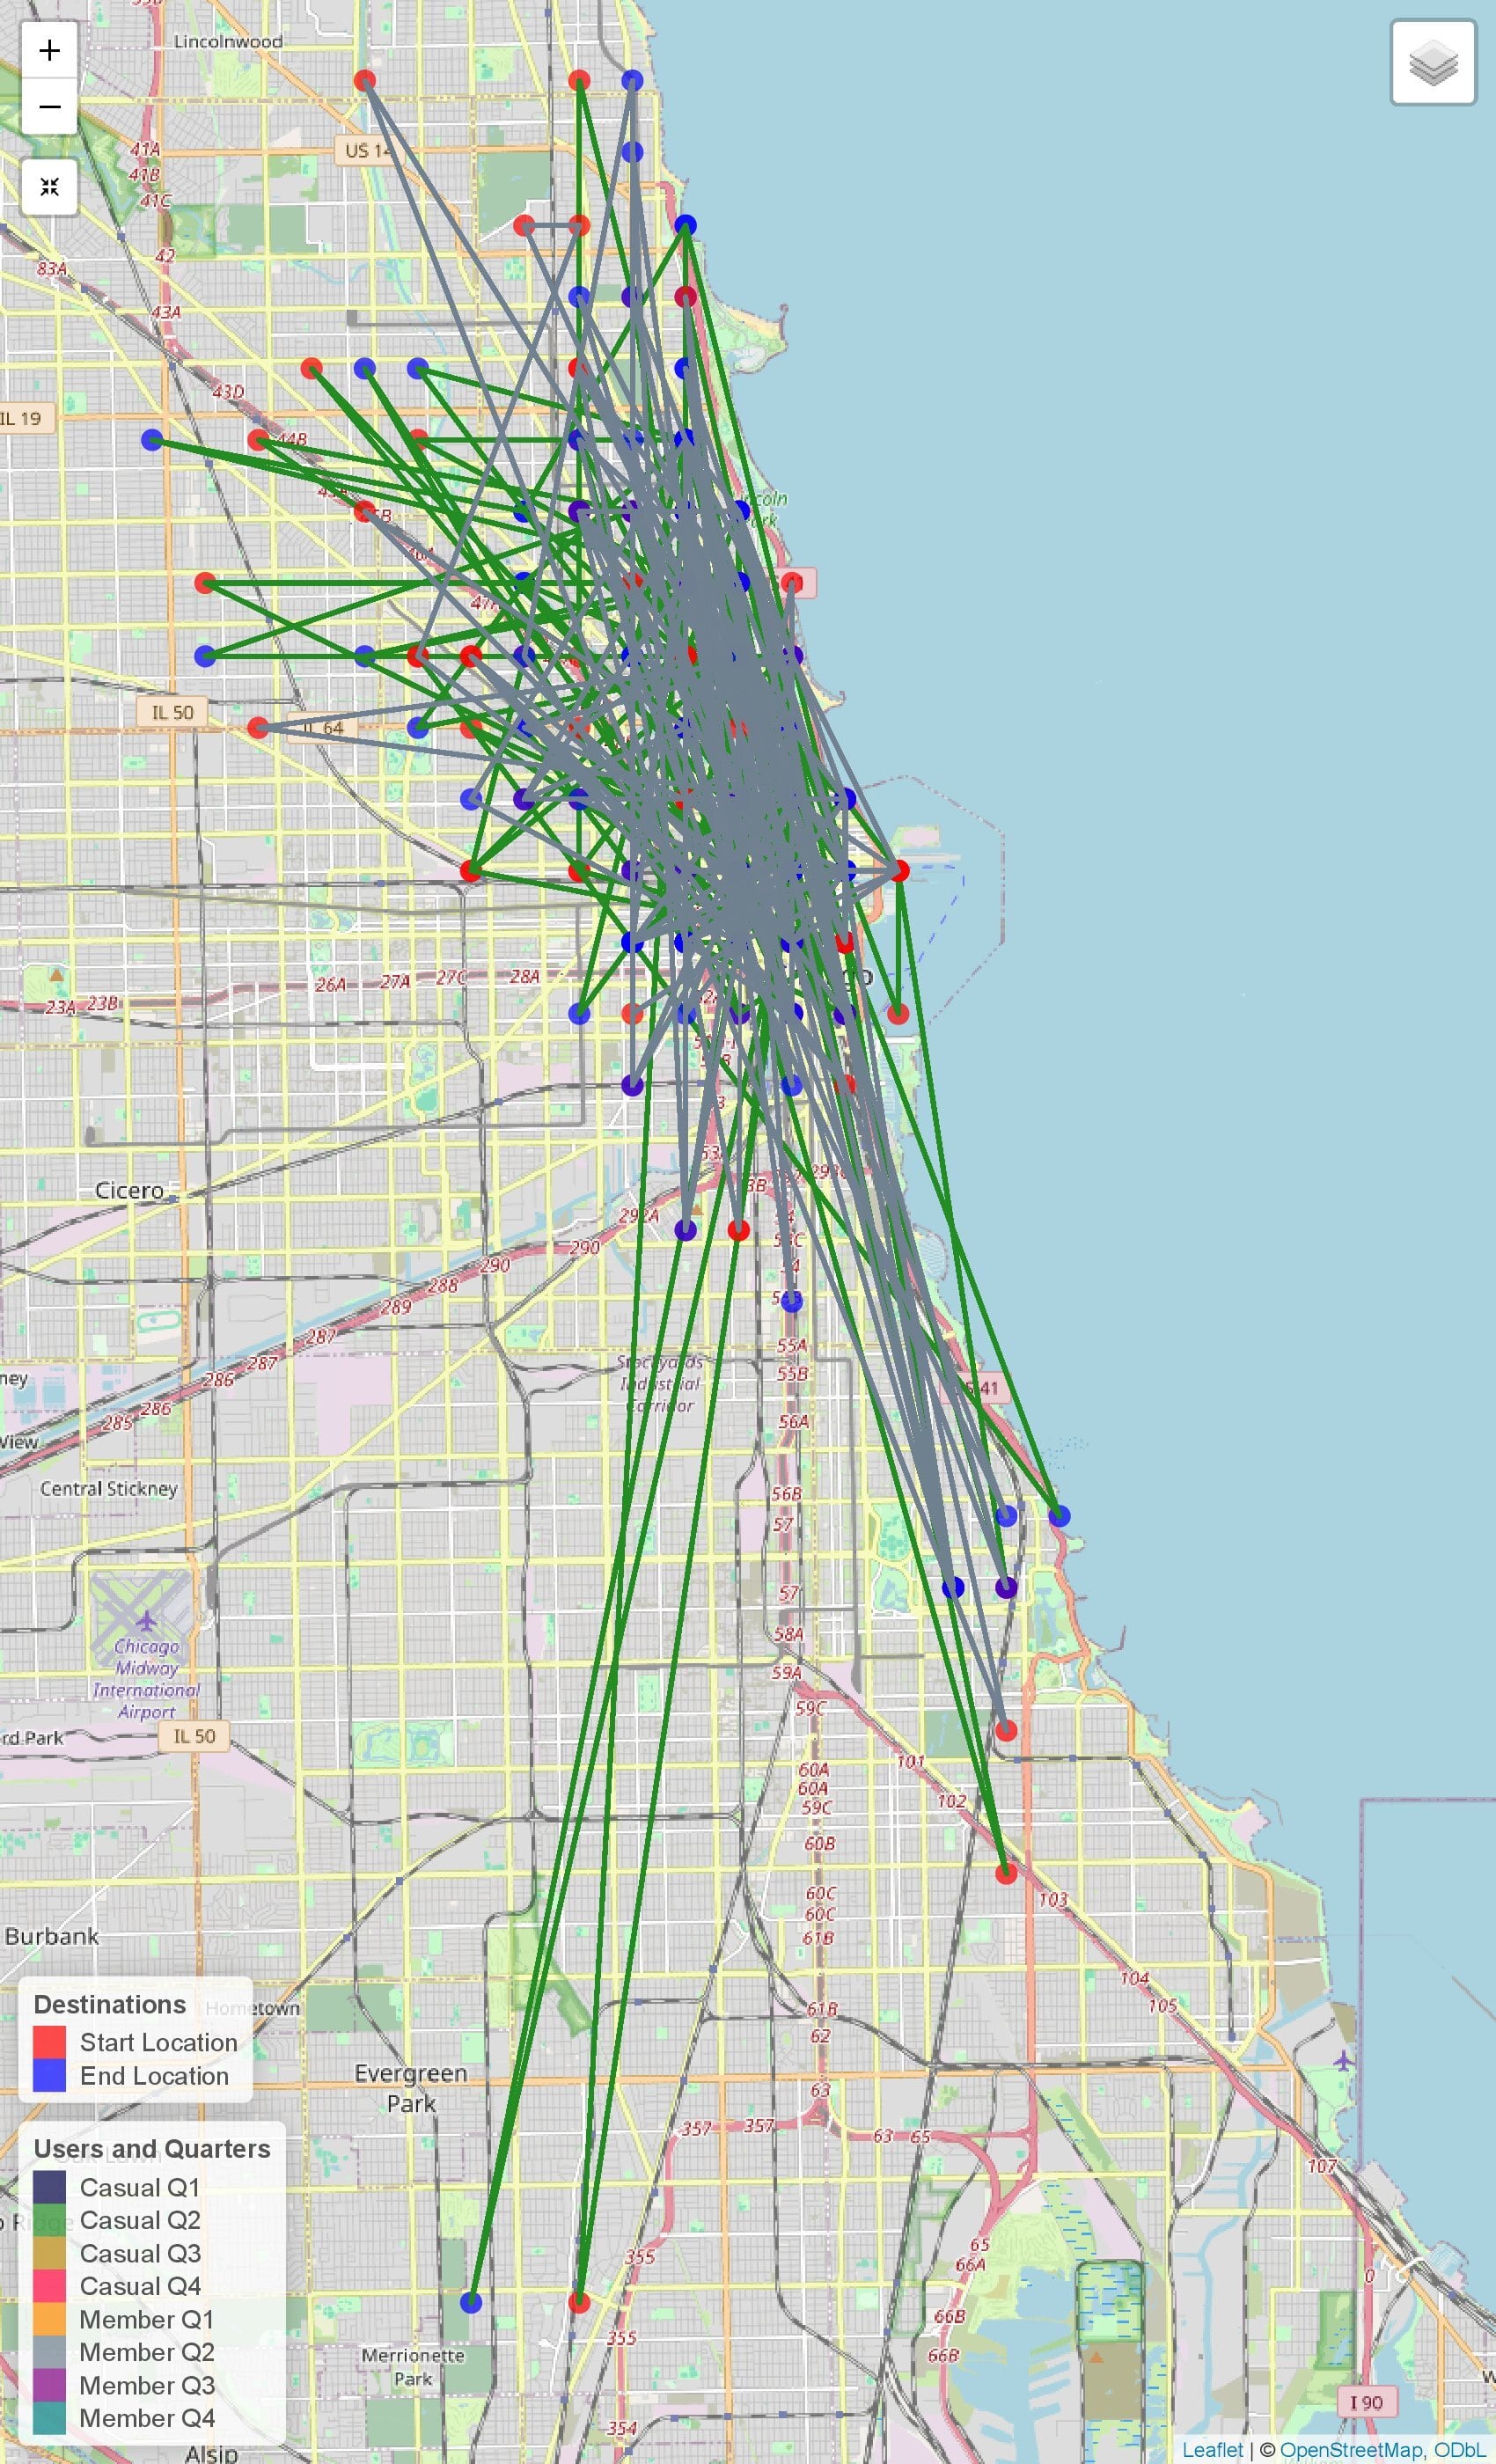 Lincolnwood
+
−
US 14
41A
41B
41C
42
83A
43A
43D
IL 19
44B
Lincoln
Park
IL 50
IL 64
28A
27C
27A
26A
23A
23B
Cicero
292A
290
290
288
289
287
287
286
286
285
55A
Stockyards
Industrial
Corridor
55B
56A
View
Central Stickney
56B
57
57
58A
Chicago
Midway
International
Airport
59A
59C
IL 50
rd Park
101
60A
60A
59C
102
60B
60C
103
60C
61B
Burbank
104
105
Destinations
Hometown
61B
62
Start Location
End Location
Evergreen
Park
63
357
357
63
65
Users and Quarters
107
Casual Q1
Casual Q2
Casual Q3
Casual Q4
Member Q1
Member Q2
Member Q3
Member Q4
65
355
66A
0
66B
355
Merrionette
Park
66B
I 90
354
Alsip
Leaflet | © OpenStreetMap, ODbL